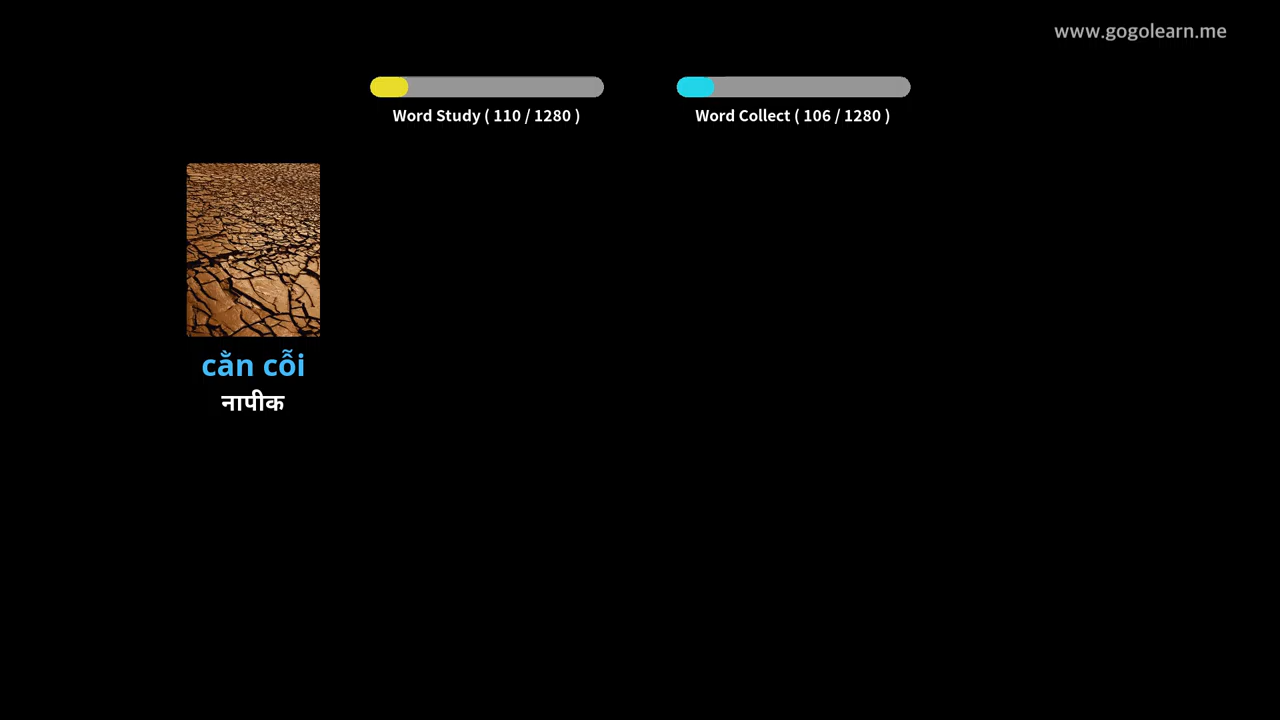 www.gogolearn.me
Word Study ( 110 / 1280 )
Word Collect ( 106 / 1280 )
cằn cỗi
नापीक